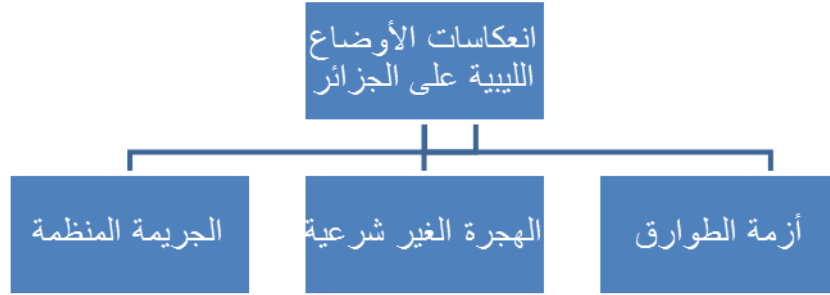 انعكاسات الأوضاع
الليبية على الجزائر
أزمة الطوارق
الهجرة الغير شرعية
الجريمة المنظمة